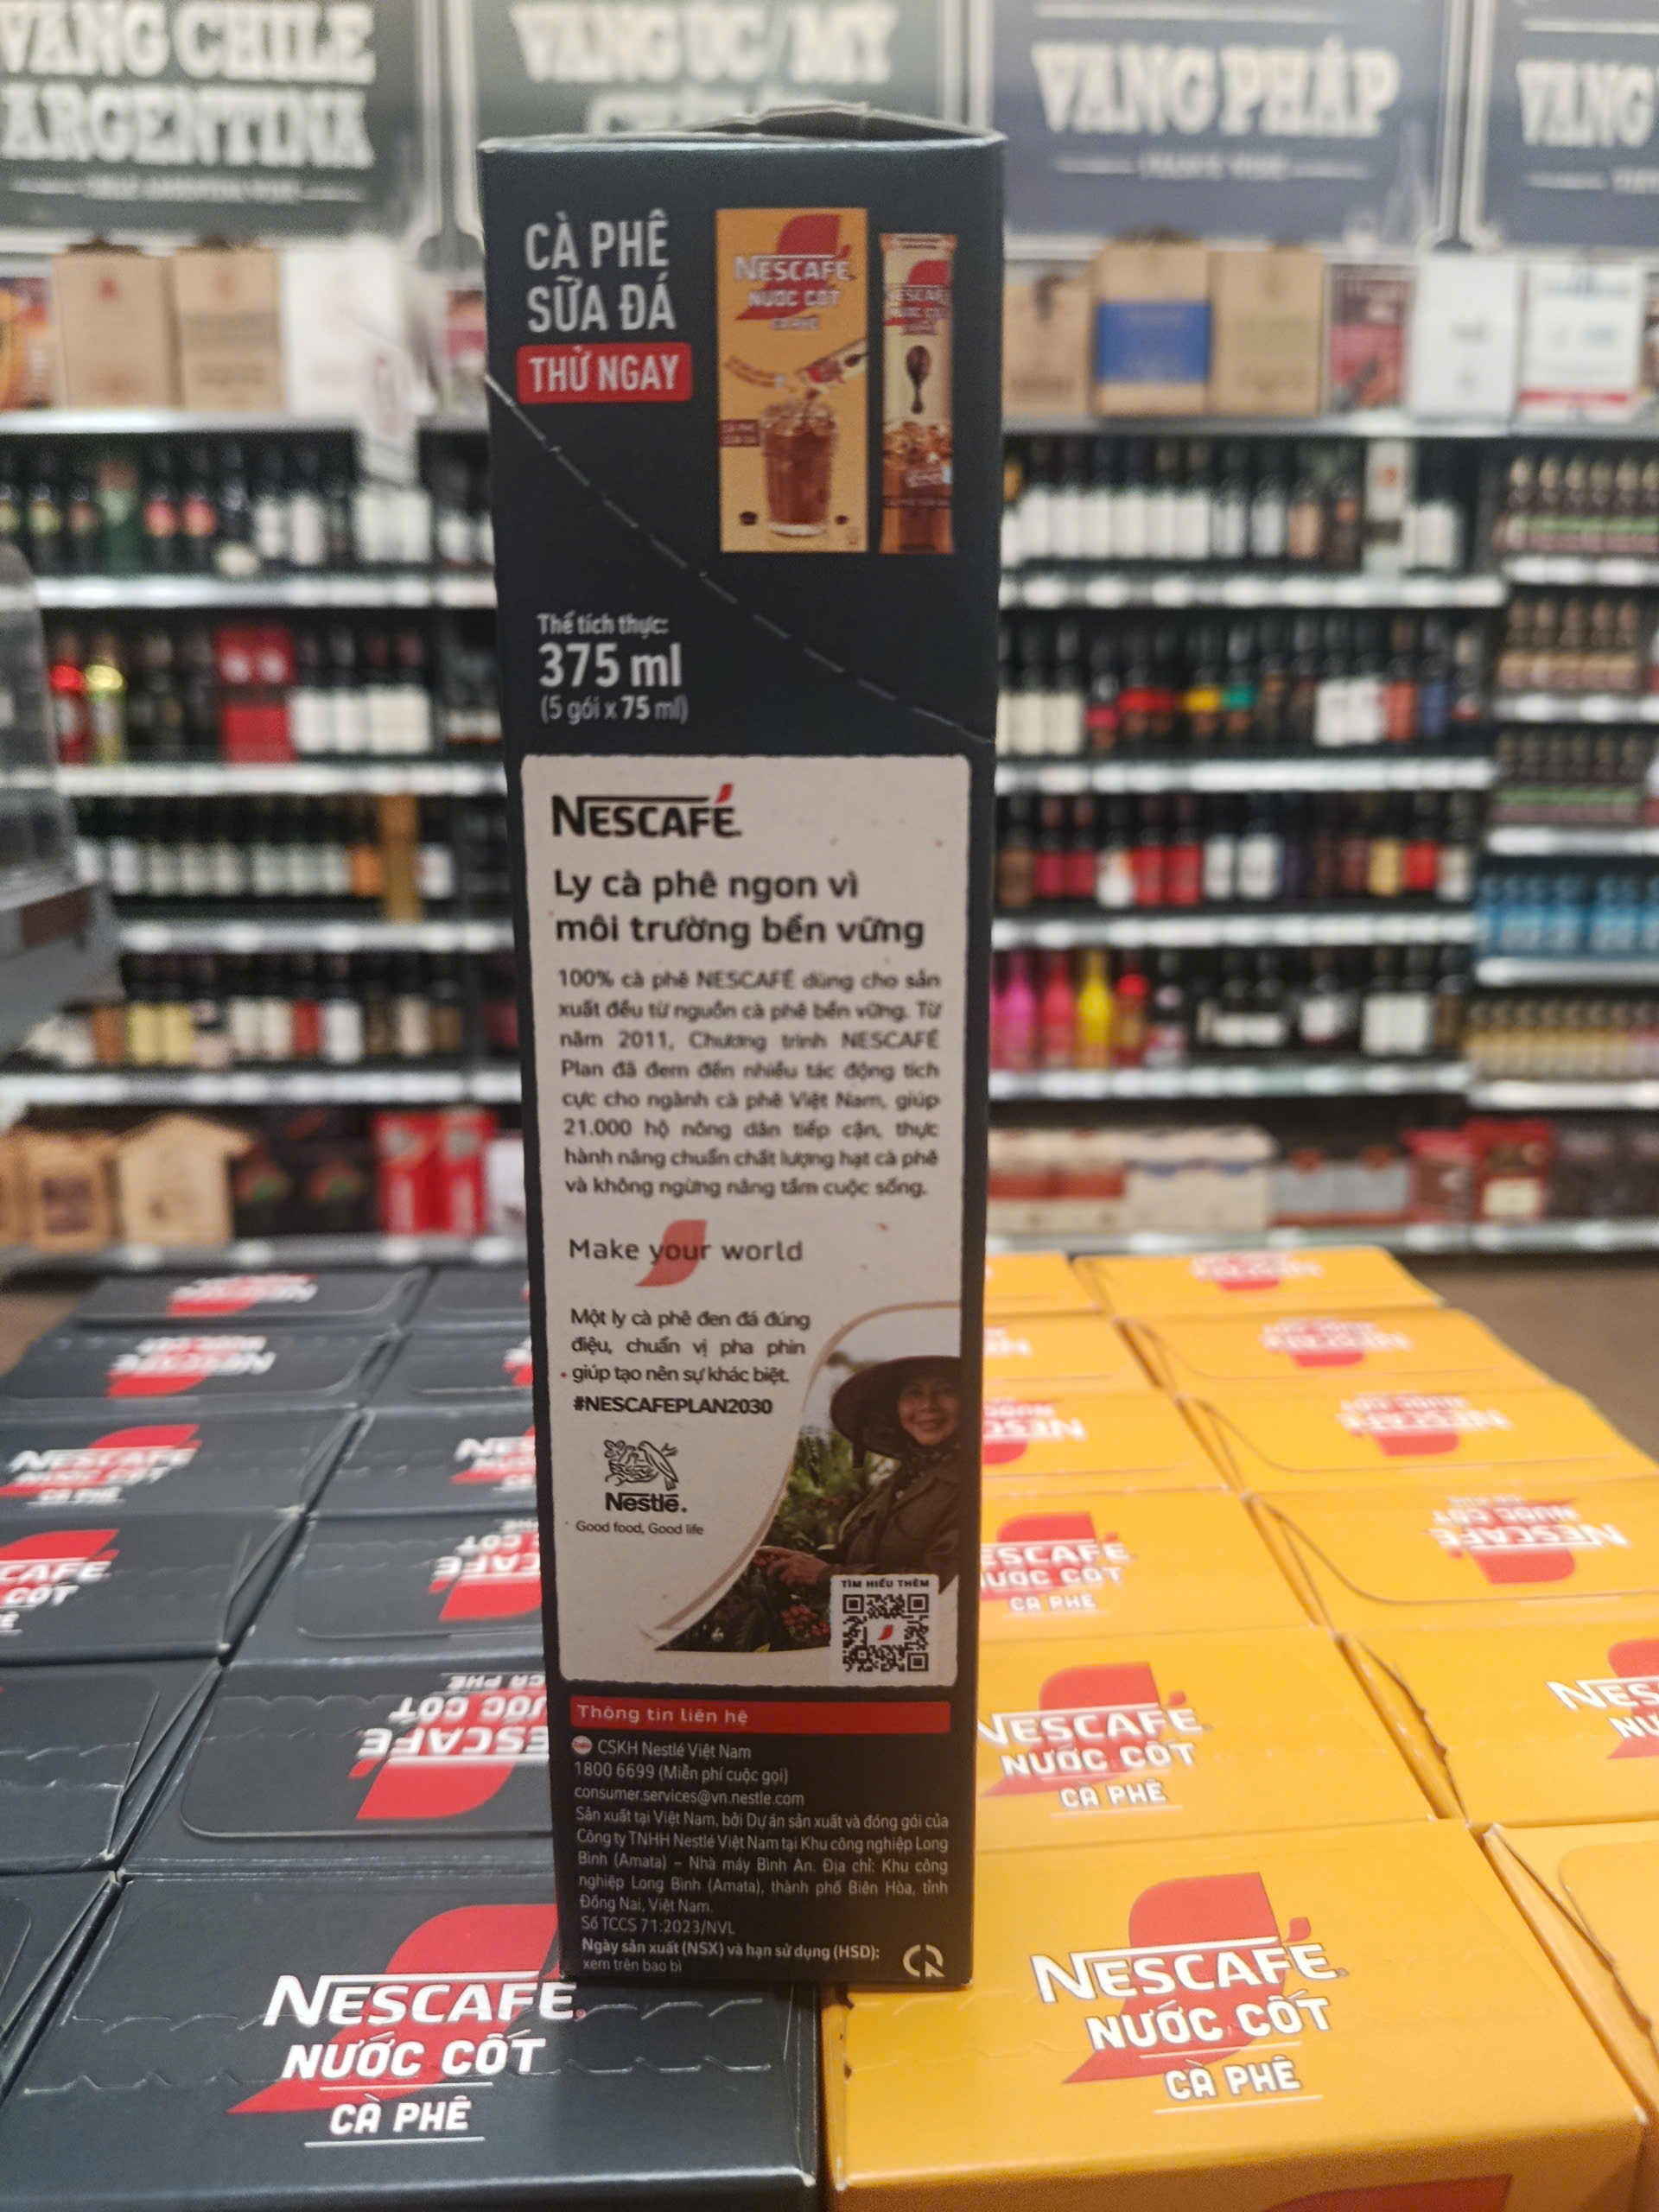 VANG CHILE
ARGENTINA
VANG ÚC/MỸ
VANG PHÁP
VANG
CÀ PHÊ
SỮA ĐÁ
THỬ NGAY
NESCAFÉ
NƯỚC CỐT
CÀ PHÊ
Thể tích thực:
375 ml
(5 gói x 75 ml)
NESCAFÉ
Ly cà phê ngon vì
môi trường bền vững
100% cà phê NESCAFÉ dùng cho sản
xuất đều từ nguồn cà phê bền vững. Từ
năm 2011, Chương trình NESCAFÉ
Plan đã đem đến nhiều tác động tích
cực cho ngành cà phê Việt Nam, giúp
21.000 hộ nông dân tiếp cận, thực
hành nâng chuẩn chất lượng hạt cà phê
và không ngừng nâng tầm cuộc sống.
Make your world
Một ly cà phê đen đá đúng
điệu, chuẩn vị pha phin
giúp tạo nên sự khác biệt.
#NESCAFEPLAN2030
Nestlé.
Good food, Good life
TÌM HIỂU THÊM
Thông tin liên hệ
CSKH Nestlé Việt Nam
1800 6699 (Miễn phí cuộc gọi)
consumer.services@vn.nestle.com
Sản xuất tại Việt Nam, bởi Dự án sản xuất và đóng gói của
Công ty TNHH Nestlé Việt Nam tại Khu công nghiệp Long
Bình (Amata) – Nhà máy Bình An. Địa chỉ: Khu công
nghiệp Long Bình (Amata), thành phố Biên Hòa, tỉnh
Đồng Nai, Việt Nam.
Số TCCS 71:2023/NVL
Ngày sản xuất (NSX) và hạn sử dụng (HSD):
xem trên bao bì
NESCAFÉ
NƯỚC CỐT
CÀ PHÊ
NESCAFÉ
NƯỚC CỐT
CÀ PHÊ
NESCAFÉ
NƯỚC CỐT
CÀ PHÊ